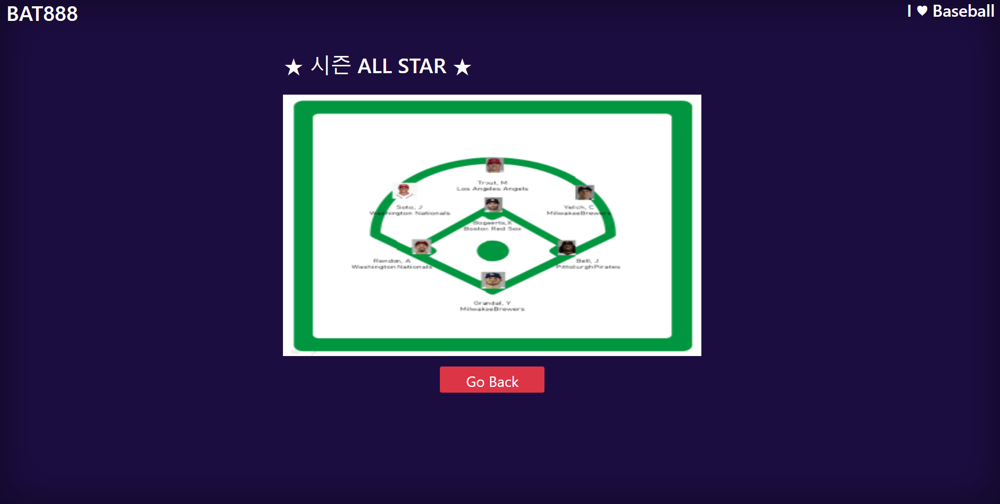 BAT888
I ♥ Baseball
★ 시즌 ALL STAR ★
Trout, M
Los Angeles Angels
Soto, J
Washington Nationals
Yelich, C
MilwakeeBrewers
Bogaerts,X
Boston Red Sox
Rendon, A
Washington Nationals
Bell, J
PittsburghPirates
Grandal, Y
MilwakeeBrewers
Go Back